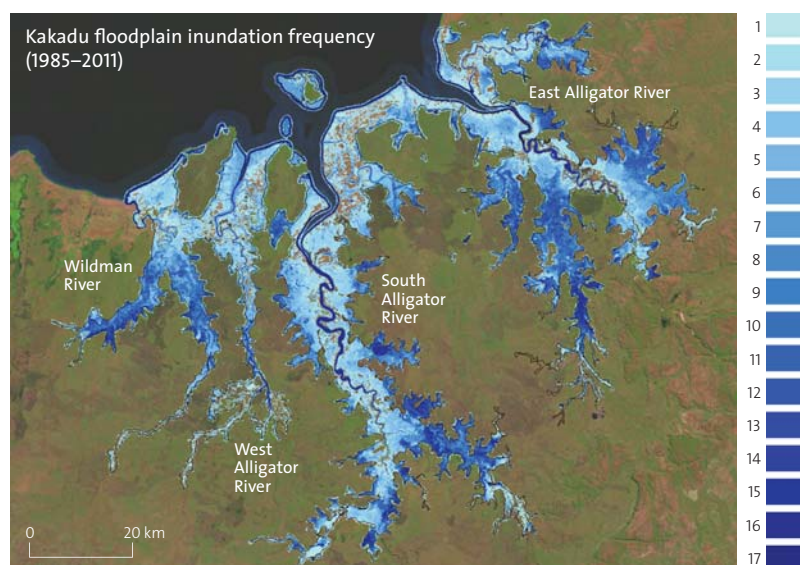 Kakadu floodplain inundation frequency
(1985–2011)
East Alligator River
Wildman
River
South
Alligator
River
West
Alligator
River
0 20 km
1
2
3
4
5
6
7
8
9
10
11
12
13
14
15
16
17